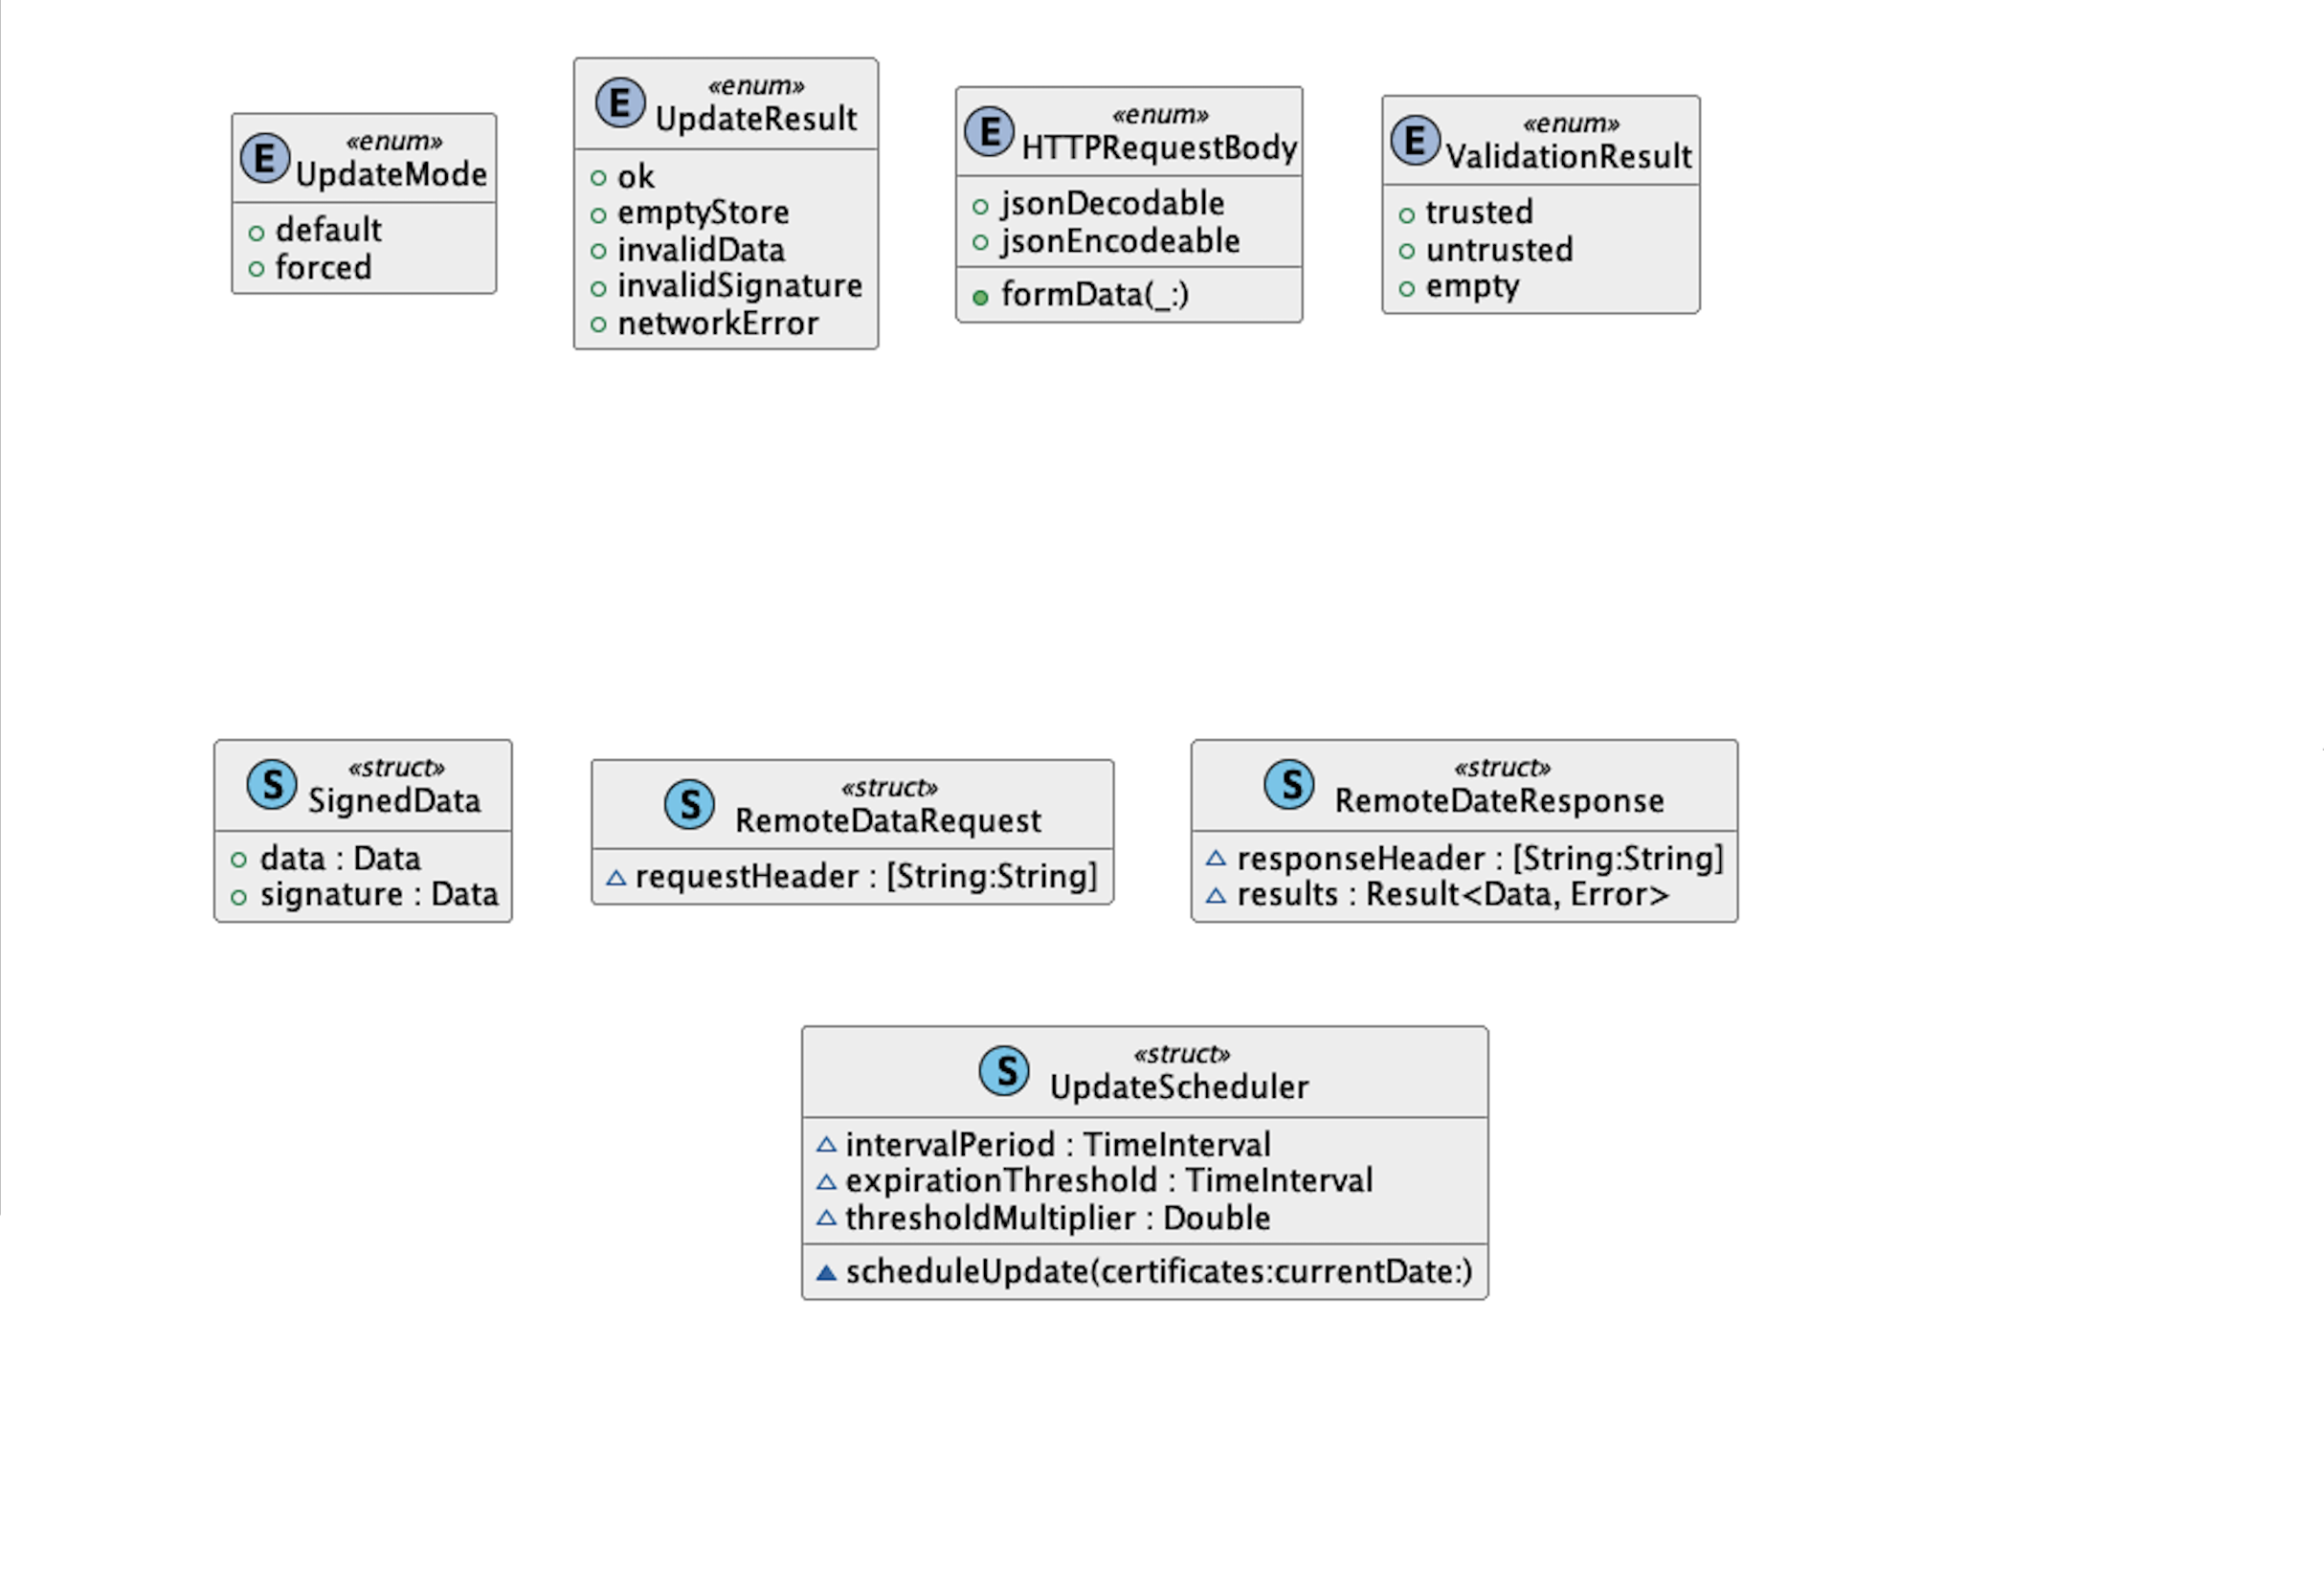 E
«enum»
UpdateMode
default
forced
E
«enum»
UpdateResult
ok
emptyStore
invalidData
invalidSignature
networkError
E
«enum»
HTTPRequestBody
jsonDecodable
jsonEncodeable
formData(_:)
E
«enum»
ValidationResult
trusted
untrusted
empty
S
«struct»
SignedData
data : Data
signature : Data
S
«struct»
RemoteDataRequest
requestHeader : [String:String]
S
«struct»
RemoteDateResponse
responseHeader : [String:String]
results : Result<Data, Error>
S
«struct»
UpdateScheduler
intervalPeriod : TimeInterval
expirationThreshold : TimeInterval
thresholdMultiplier : Double
scheduleUpdate(certificates:currentDate:)